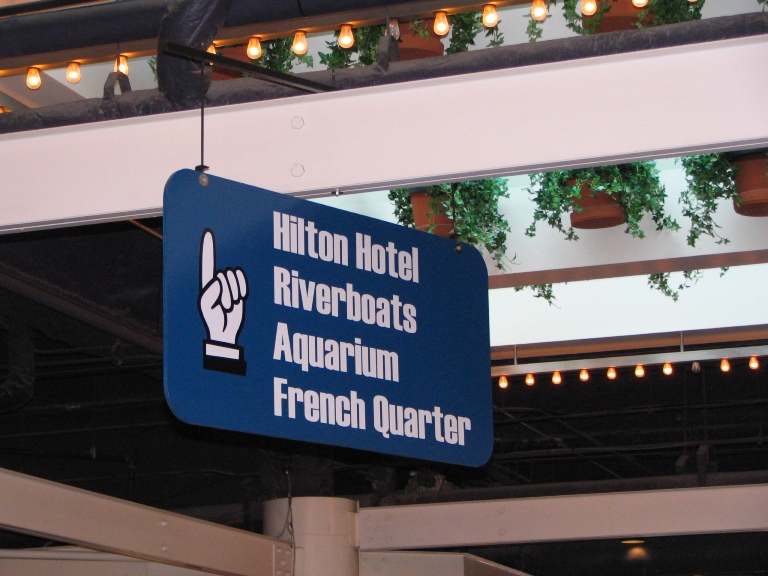 Hilton Hotel
Riverboats
Aquarium
French Quarter